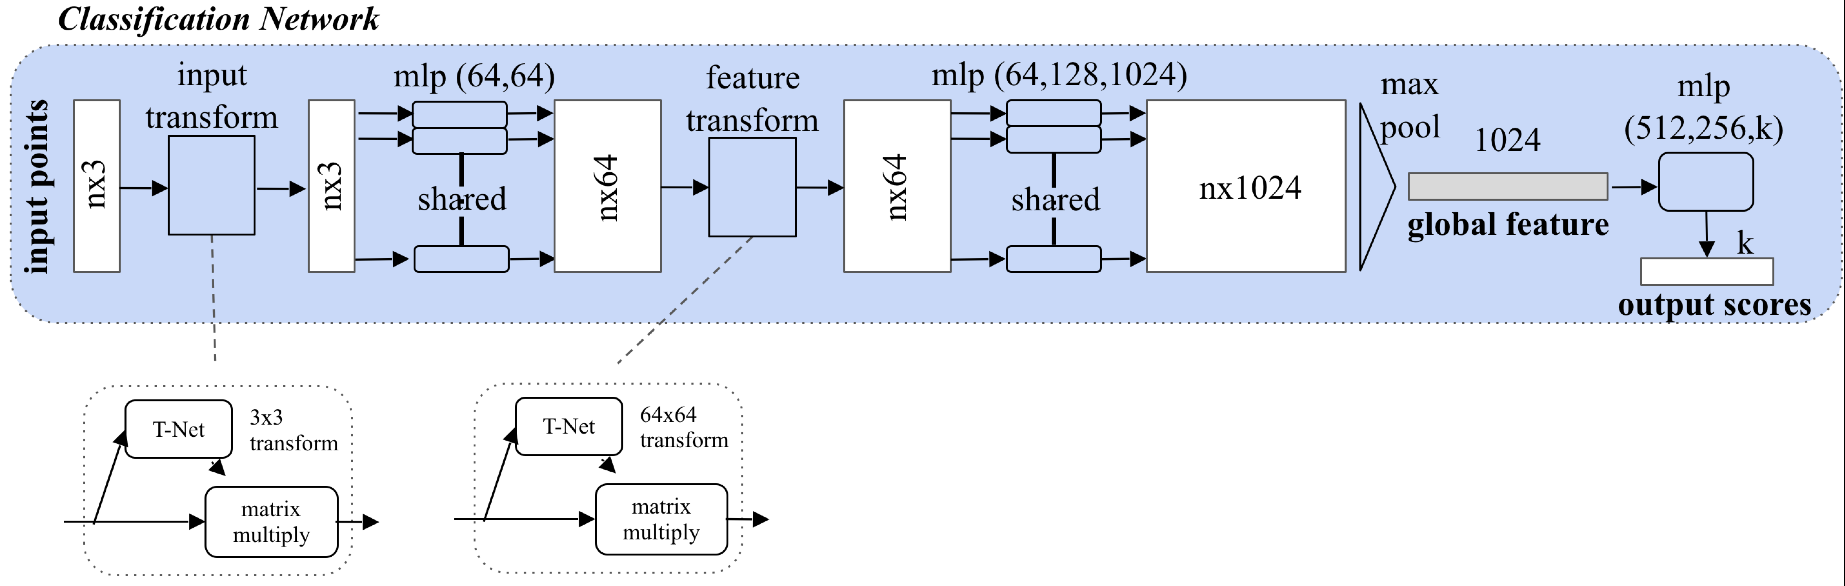 Classification Network
input points
nx3
input
transform
nx3
mlp (64,64)
shared
nx64
feature
transform
nx64
mlp (64,128,1024)
shared
nx1024
max
pool
1024
global feature
mlp
(512,256,k)
k
output scores
T-Net
3x3
transform
matrix
multiply
T-Net
64x64
transform
matrix
multiply